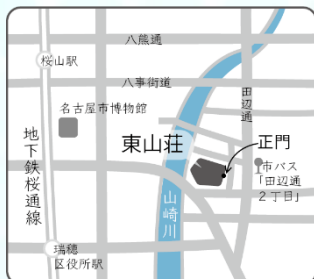 八熊通
桜山駅
八事街道
名古屋市博物館
田辺通
東山荘
正門
地下鉄桜通線
市バス
「田辺通
2丁目」
山崎川
瑞穂
区役所駅